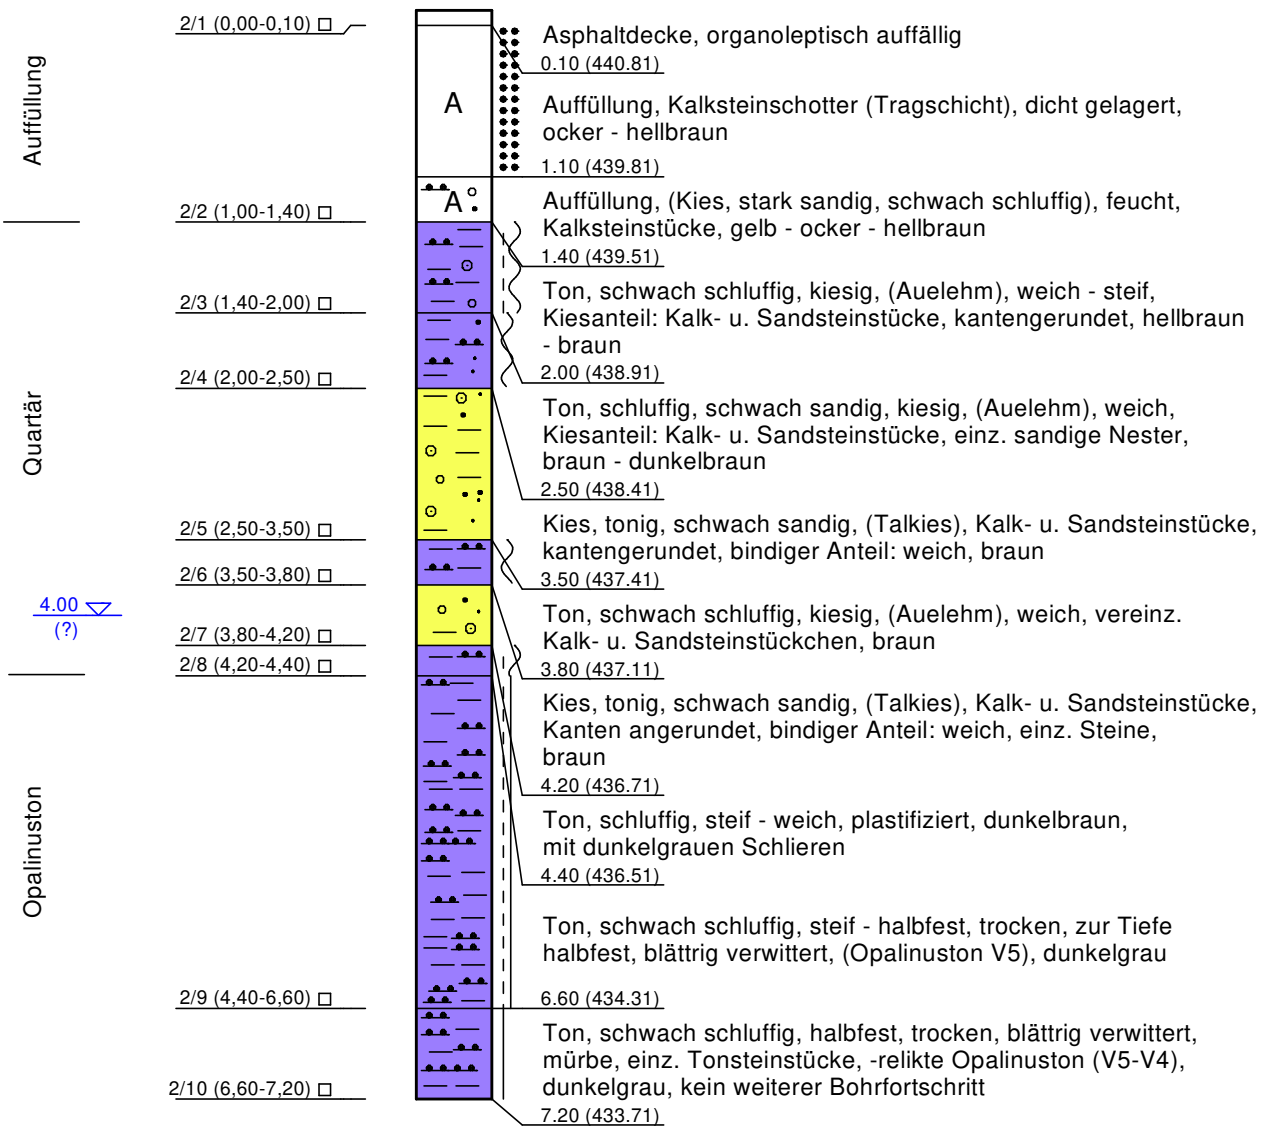 Auffüllung
Quartär
Opalinuston
2/1 (0,00-0,10)
2/2 (1,00-1,40)
2/3 (1,40-2,00)
2/4 (2,00-2,50)
2/5 (2,50-3,50)
2/6 (3,50-3,80)
4.00
(?)
2/7 (3,80-4,20)
2/8 (4,20-4,40)
2/9 (4,40-6,60)
2/10 (6,60-7,20)
A
A
Asphaltdecke, organoleptisch auffällig
0.10 (440.81)
Auffüllung, Kalksteinschotter (Tragschicht), dicht gelagert,
ocker - hellbraun
1.10 (439.81)
Auffüllung, (Kies, stark sandig, schwach schluffig), feucht,
Kalksteinstücke, gelb - ocker - hellbraun
1.40 (439.51)
Ton, schwach schluffig, kiesig, (Auelehm), weich - steif,
Kiesanteil: Kalk- u. Sandsteinstücke, kantengerundet, hellbraun
- braun
2.00 (438.91)
Ton, schluffig, schwach sandig, kiesig, (Auelehm), weich,
Kiesanteil: Kalk- u. Sandsteinstücke, einz. sandige Nester,
braun - dunkelbraun
2.50 (438.41)
Kies, tonig, schwach sandig, (Talkies), Kalk- u. Sandsteinstücke,
kantengerundet, bindiger Anteil: weich, braun
3.50 (437.41)
Ton, schwach schluffig, kiesig, (Auelehm), weich, vereinz.
Kalk- u. Sandsteinstückchen, braun
3.80 (437.11)
Kies, tonig, schwach sandig, (Talkies), Kalk- u. Sandsteinstücke,
Kanten angerundet, bindiger Anteil: weich, einz. Steine,
braun
4.20 (436.71)
Ton, schluffig, steif - weich, plastifiziert, dunkelbraun,
mit dunkelgrauen Schlieren
4.40 (436.51)
Ton, schwach schluffig, steif - halbfest, trocken, zur Tiefe
halbfest, blättrig verwittert, (Opalinuston V5), dunkelgrau
6.60 (434.31)
Ton, schwach schluffig, halbfest, trocken, blättrig verwittert,
mürbe, einz. Tonsteinstücke, -relikte Opalinuston (V5-V4),
dunkelgrau, kein weiterer Bohrfortschritt
7.20 (433.71)